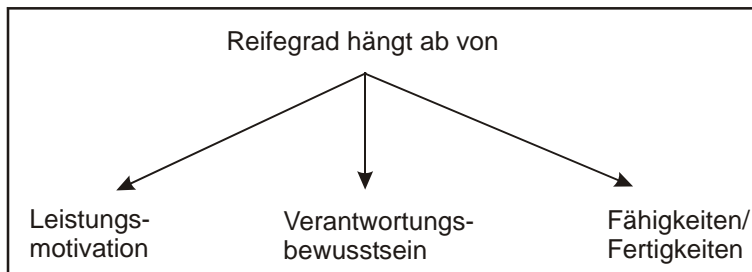 Reifegrad hängt ab von
Leistungs-
motivation
Verantwortungs-
bewusstsein
Fähigkeiten/
Fertigkeiten